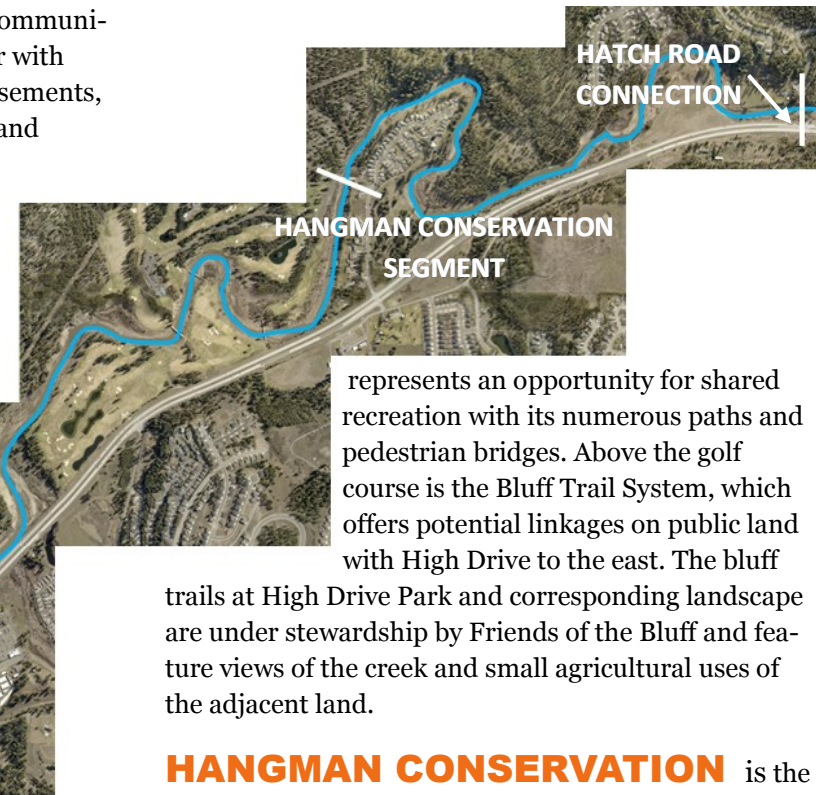 ommuni-
r with
sements,
and
HATCH ROAD
CONNECTION
HANGMAN CONSERVATION
SEGMENT
represents an opportunity for shared
recreation with its numerous paths and
pedestrian bridges. Above the golf
course is the Bluff Trail System, which
offers potential linkages on public land
with High Drive to the east. The bluff
trails at High Drive Park and corresponding landscape
are under stewardship by Friends of the Bluff and fea-
ture views of the creek and small agricultural uses of
the adjacent land.
HANGMAN CONSERVATION is the